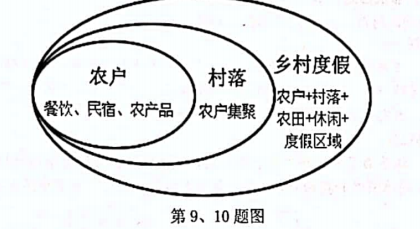 农户
餐饮、民宿、农产品
村落
农户集聚
乡村度假
农户+村落+
农田+休闲+
度假区域
第9、10题图